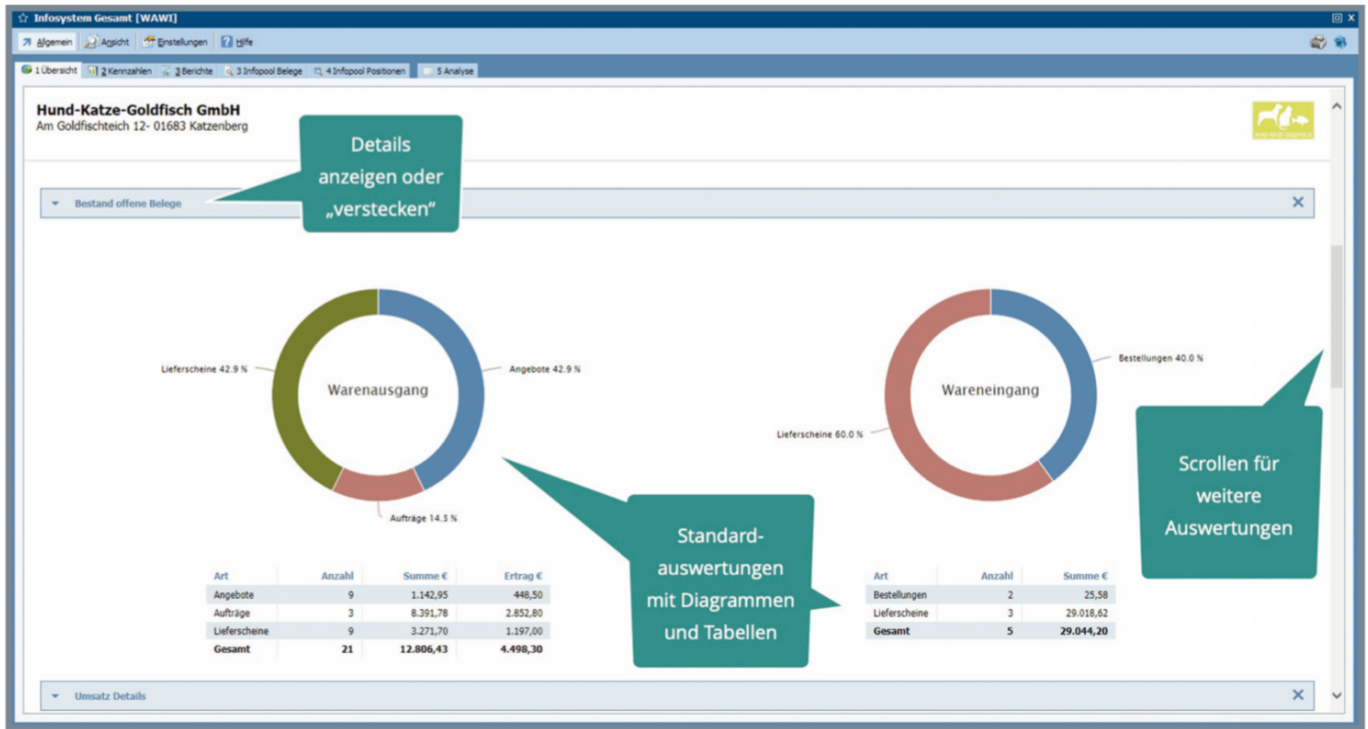 Infosystem Gesamt [WAWI]
Allgemein Ansicht Einstellungen Hilfe
1 Übersicht 2 Kennzahlen 3 Berichte 3 Infopool Belege 4 Infopool Positionen 5 Analyse
Hund-Katze-Goldfisch GmbH
Am Goldfischteich 12- 01683 Katzenberg
Details
anzeigen oder
„verstecken“
Bestand offene Belege
Lieferscheine 42.9 %
Warenausgang
Angebote 42.9 %
Aufträge 14.3 %
Wareneingang
Bestellungen 40.0 %
Lieferscheine 60.0 %
Scrollen für
weitere
Auswertungen
Standard-
auswertungen
mit Diagrammen
und Tabellen
Art Anzahl Summe € Ertrag €
Angebote 9 1.142,95 448,50
Aufträge 3 8.391,78 2.852,80
Lieferscheine 9 3.271,70 1.197,00
Gesamt 21 12.806,43 4.498,30
Art Anzahl Summe €
Bestellungen 2 25,58
Lieferscheine 3 29.018,62
Gesamt 5 29.044,20
Umsatz Details